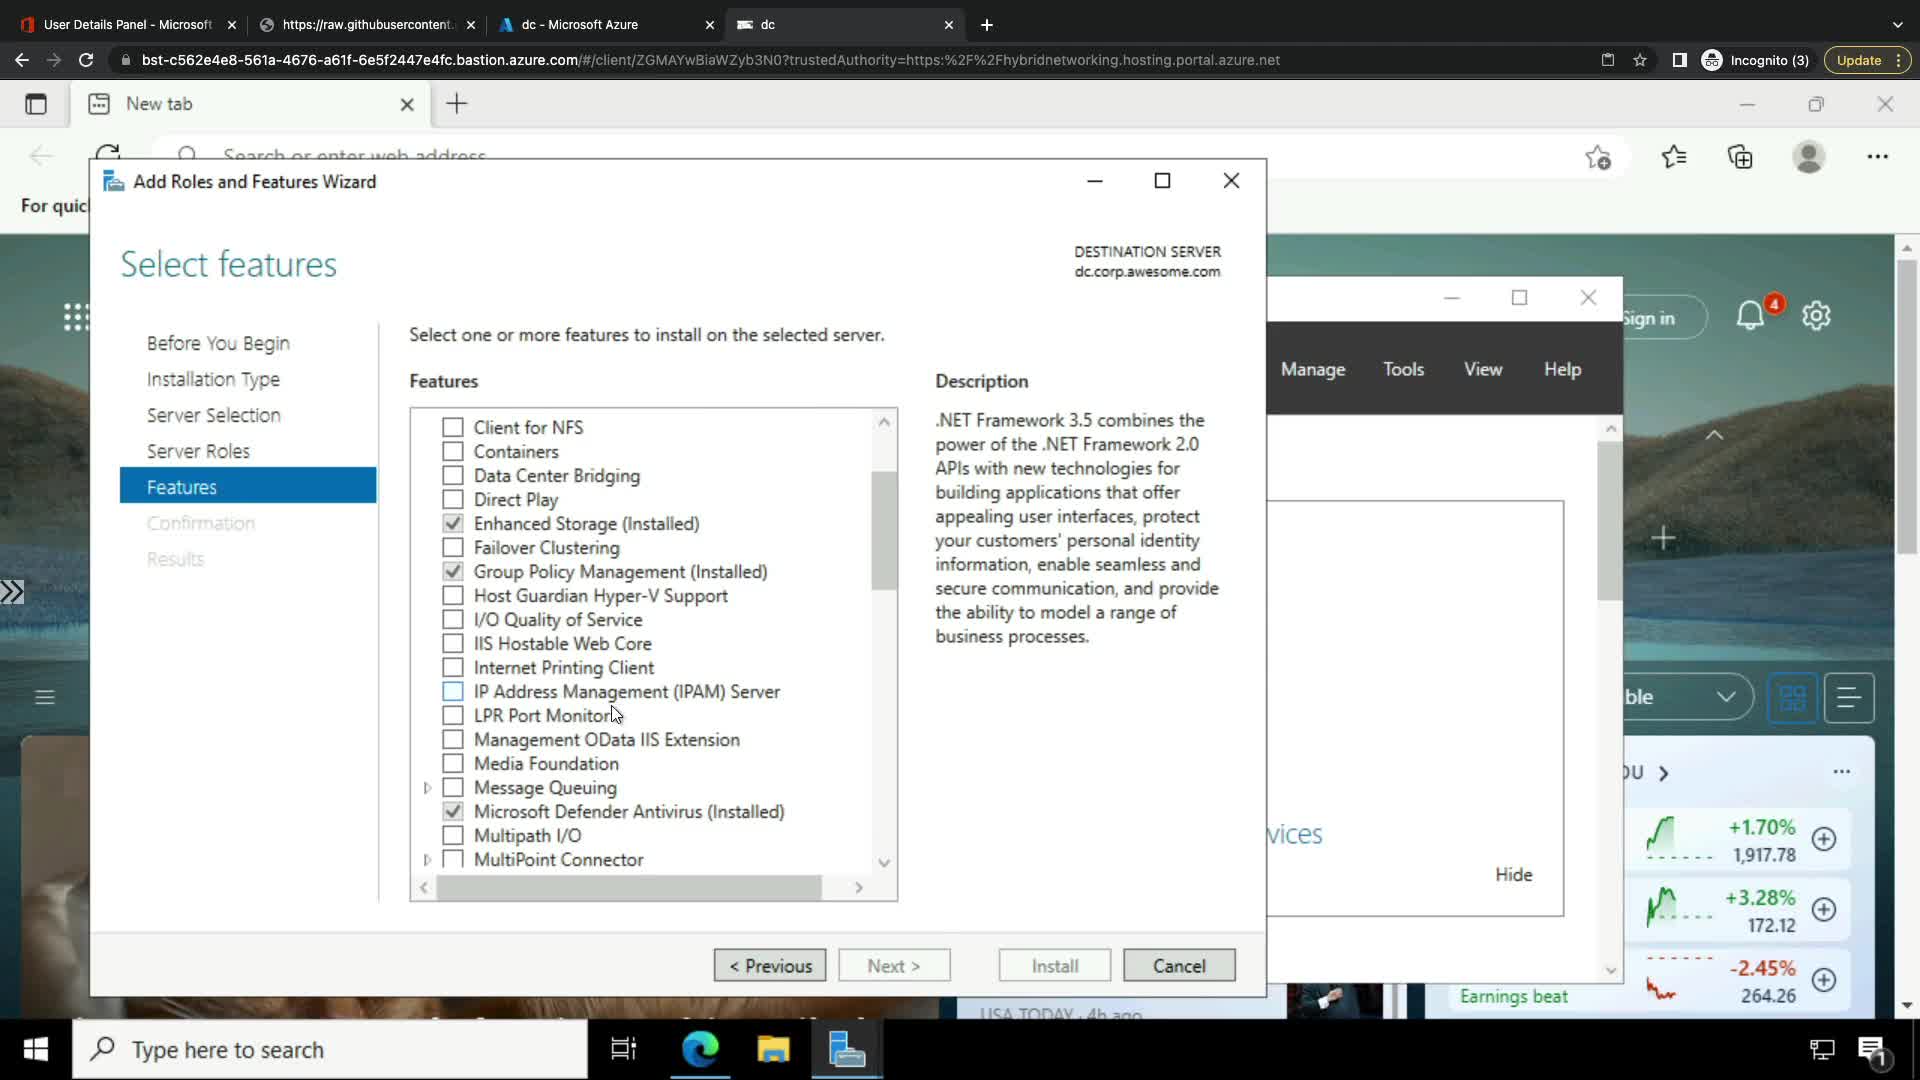 User Details Panel - Microsoft
https://raw.githubusercontent.
dc - Microsoft Azure
dc
bst-c562e4e8-561a-4676-a61f-6e5f2447e4fc.bastion.azure.com/#/client/ZGMAYwBiaWZyb3N0?trustedAuthority=https:%2F%2Fhybridnetworking.hosting.portal.azure.net
Incognito (3)
Update
New tab
Search or enter web address
For quic
Add Roles and Features Wizard
Select features
DESTINATION SERVER
dc.corp.awesome.com
Before You Begin
Installation Type
Server Selection
Server Roles
Features
Confirmation
Results
Select one or more features to install on the selected server.
Features
Client for NFS
Containers
Data Center Bridging
Direct Play
Enhanced Storage (Installed)
Failover Clustering
Group Policy Management (Installed)
Host Guardian Hyper-V Support
I/O Quality of Service
IIS Hostable Web Core
Internet Printing Client
IP Address Management (IPAM) Server
LPR Port Monitor
Management OData IIS Extension
Media Foundation
Message Queuing
Microsoft Defender Antivirus (Installed)
Multipath I/O
MultiPoint Connector
Description
.NET Framework 3.5 combines the
power of the .NET Framework 2.0
APIs with new technologies for
building applications that offer
appealing user interfaces, protect
your customers' personal identity
information, enable seamless and
secure communication, and provide
the ability to model a range of
business processes.
< Previous
Next >
Install
Cancel
Manage
Tools
View
Help
vices
Hide
Sign in
4
ble
OU
+1.70%
1,917.78
+3.28%
172.12
-2.45%
264.26
Earnings beat
USA TODAY · 4h ago
Type here to search
1